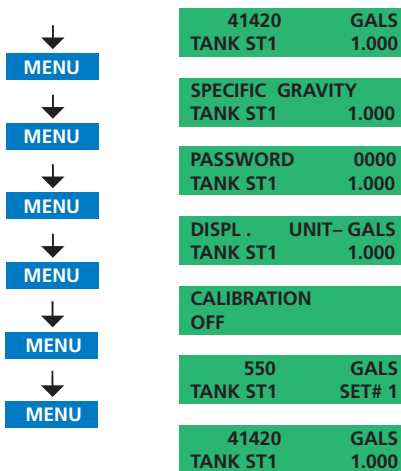 41420 GALS
TANK ST1 1.000
MENU
SPECIFIC GRAVITY
TANK ST1 1.000
MENU
PASSWORD 0000
TANK ST1 1.000
MENU
DISPL . UNIT– GALS
TANK ST1 1.000
MENU
CALIBRATION
OFF
MENU
550 GALS
TANK ST1 SET# 1
MENU
41420 GALS
TANK ST1 1.000